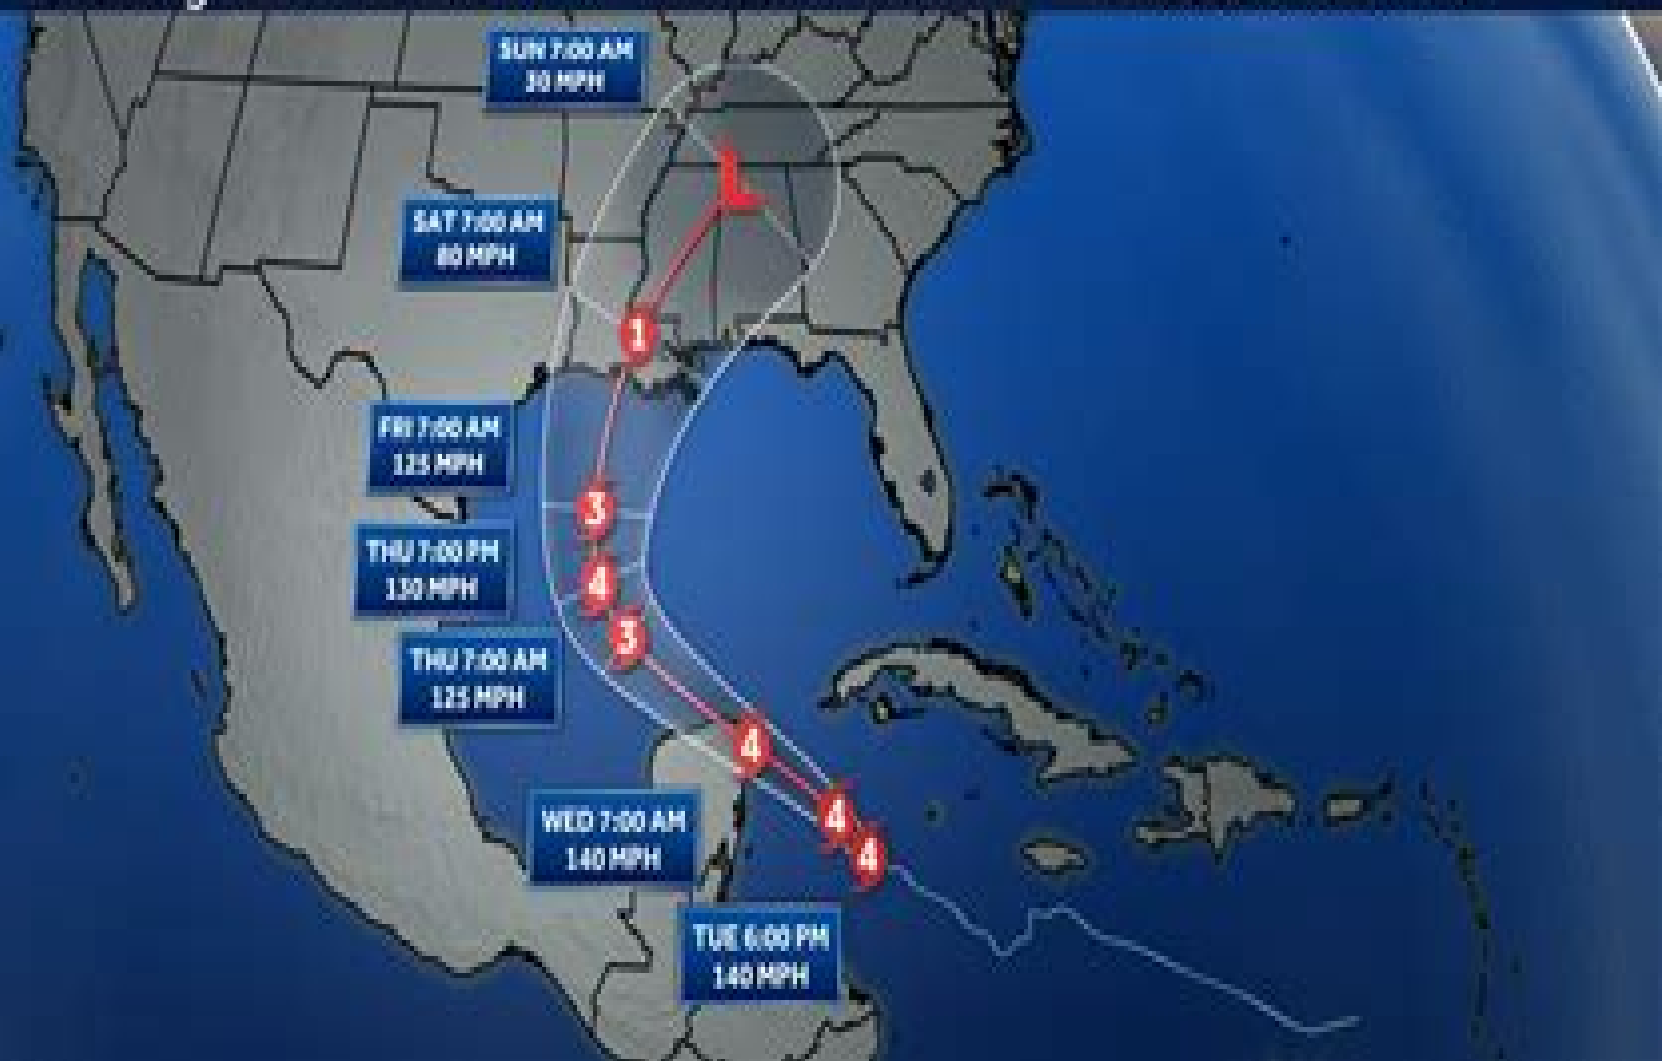 SUN 7:00 AM
30 MPH
SAT 7:00 AM
80 MPH
1
FRI 7:00 AM
125 MPH
3
THU 7:00 PM
130 MPH
4
3
THU 7:00 AM
125 MPH
4
WED 7:00 AM
140 MPH
4
4
TUE 6:00 PM
140 MPH
L